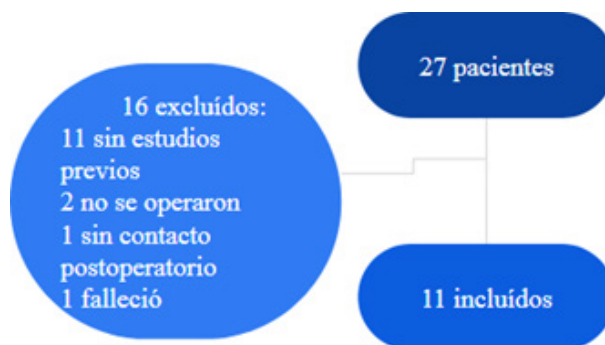 27 pacientes
16 excluídos:
11 sin estudios
previos
2 no se operaron
1 sin contacto
postoperatorio
1 falleció
11 incluídos